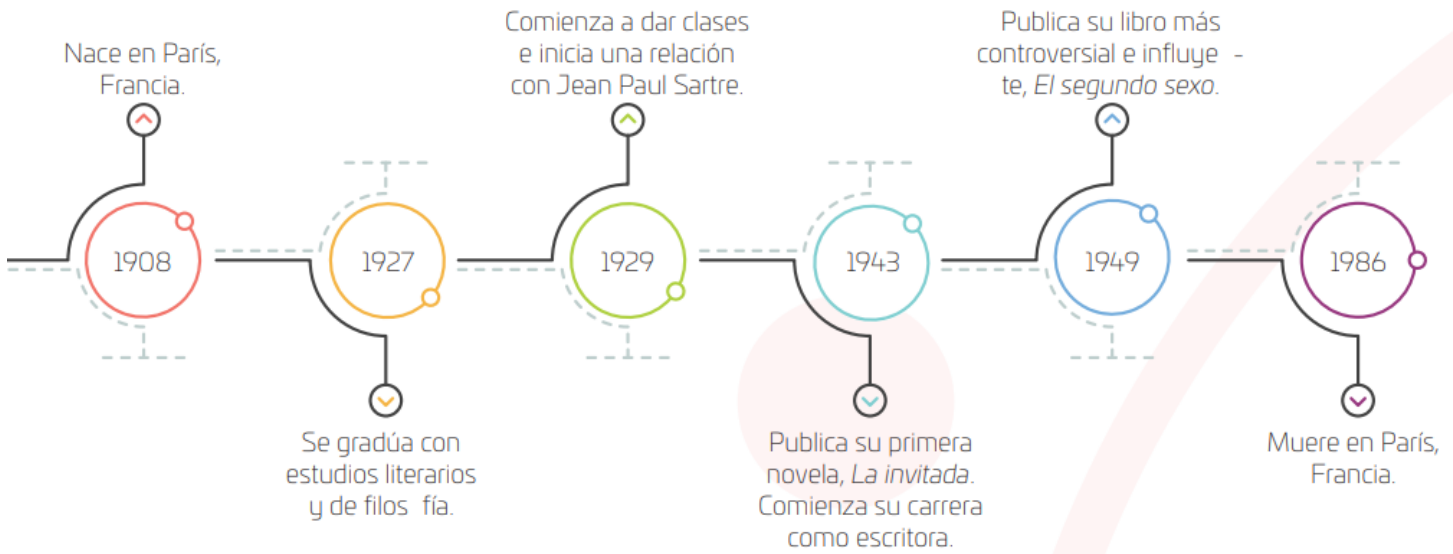 Nace en París,
Francia.
1908
1927
Se gradúa con
estudios literarios
y de filos fía.
Comienza a dar clases
e inicia una relación
con Jean Paul Sartre.
1929
1943
Publica su primera
novela, La invitada.
Comienza su carrera
como escritora.
Publica su libro más
controversial e influye -
te, El segundo sexo.
1949
1986
Muere en París,
Francia.